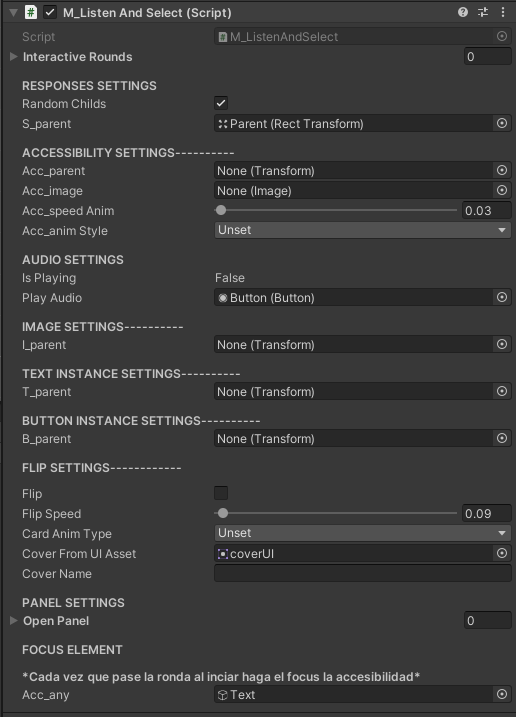 M_Listen And Select (Script)
Script M_ListenAndSelect
Interactive Rounds 0
RESPONSES SETTINGS
Random Childs
S_parent Parent (Rect Transform)
ACCESSIBILITY SETTINGS----------
Acc_parent None (Transform)
Acc_image None (Image)
Acc_speed Anim 0.03
Acc_anim Style Unset
AUDIO SETTINGS
Is Playing False
Play Audio Button (Button)
IMAGE SETTINGS----------
I_parent None (Transform)
TEXT INSTANCE SETTINGS----------
T_parent None (Transform)
BUTTON INSTANCE SETTINGS----------
B_parent None (Transform)
FLIP SETTINGS------------
Flip
Flip Speed 0.09
Card Anim Type Unset
Cover From UI Asset coverUI
Cover Name
PANEL SETTINGS
Open Panel 0
FOCUS ELEMENT
*Cada vez que pase la ronda al inciar haga el focus la accesibilidad*
Acc_any Text